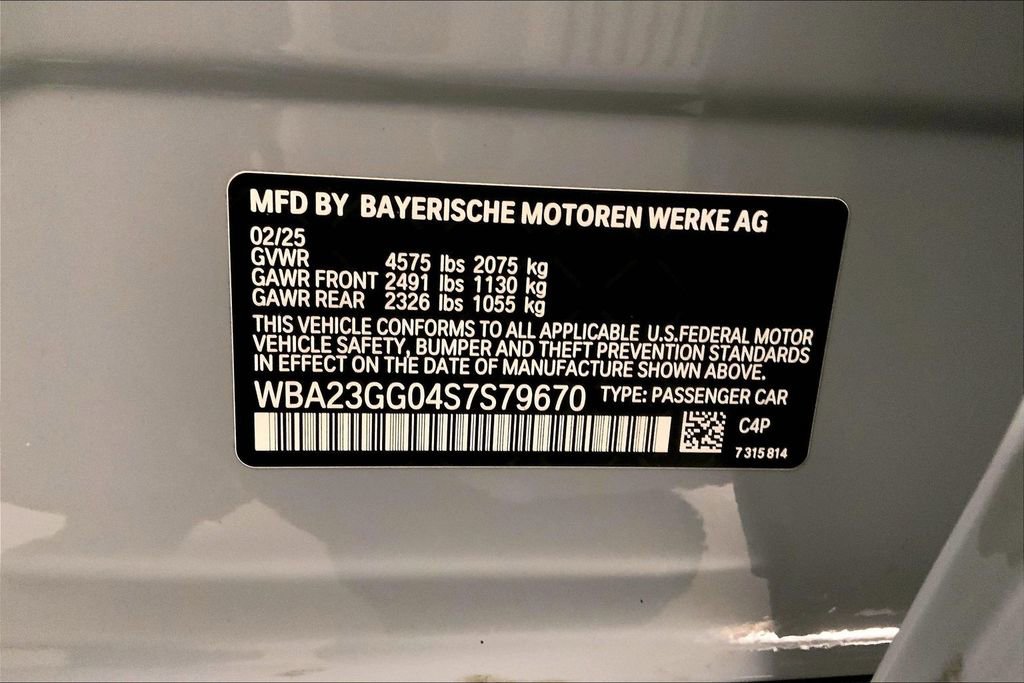 MFD BY BAYERISCHE MOTOREN WERKE AG
02/25
GVWR 4575 lbs 2075 kg
GAWR FRONT 2491 lbs 1130 kg
GAWR REAR 2326 lbs 1055 kg
THIS VEHICLE CONFORMS TO ALL APPLICABLE U.S.FEDERAL MOTOR
VEHICLE SAFETY, BUMPER AND THEFT PREVENTION STANDARDS
IN EFFECT ON THE DATE OF MANUFACTURE SHOWN ABOVE.
WBA23GG04S7S79670 TYPE: PASSENGER CAR
C4P
7 315 814